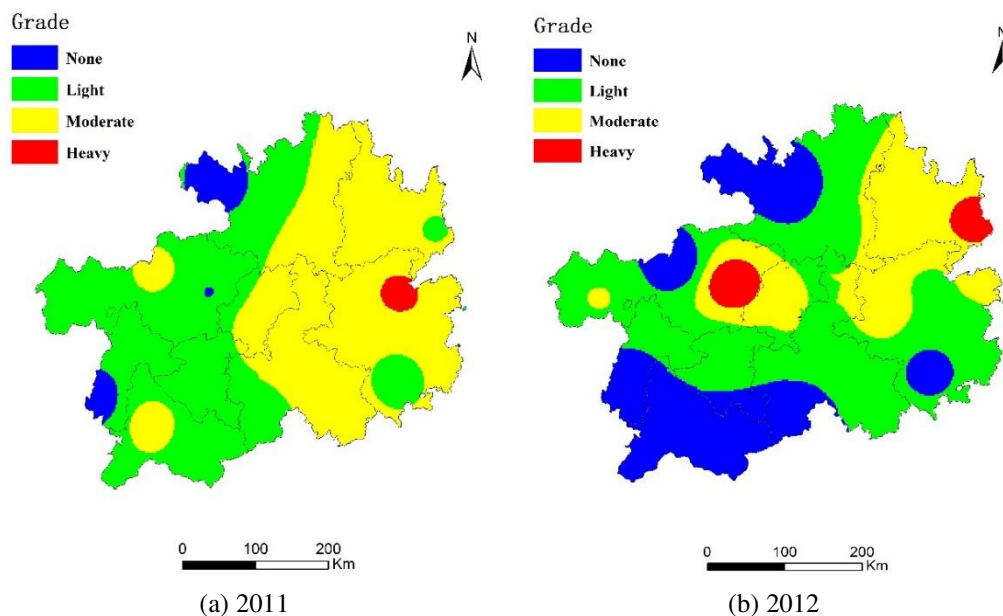 Grade
None
Light
Moderate
Heavy
N
0 100 200
Km
(a) 2011
Grade
None
Light
Moderate
Heavy
N
0 100 200
Km
(b) 2012